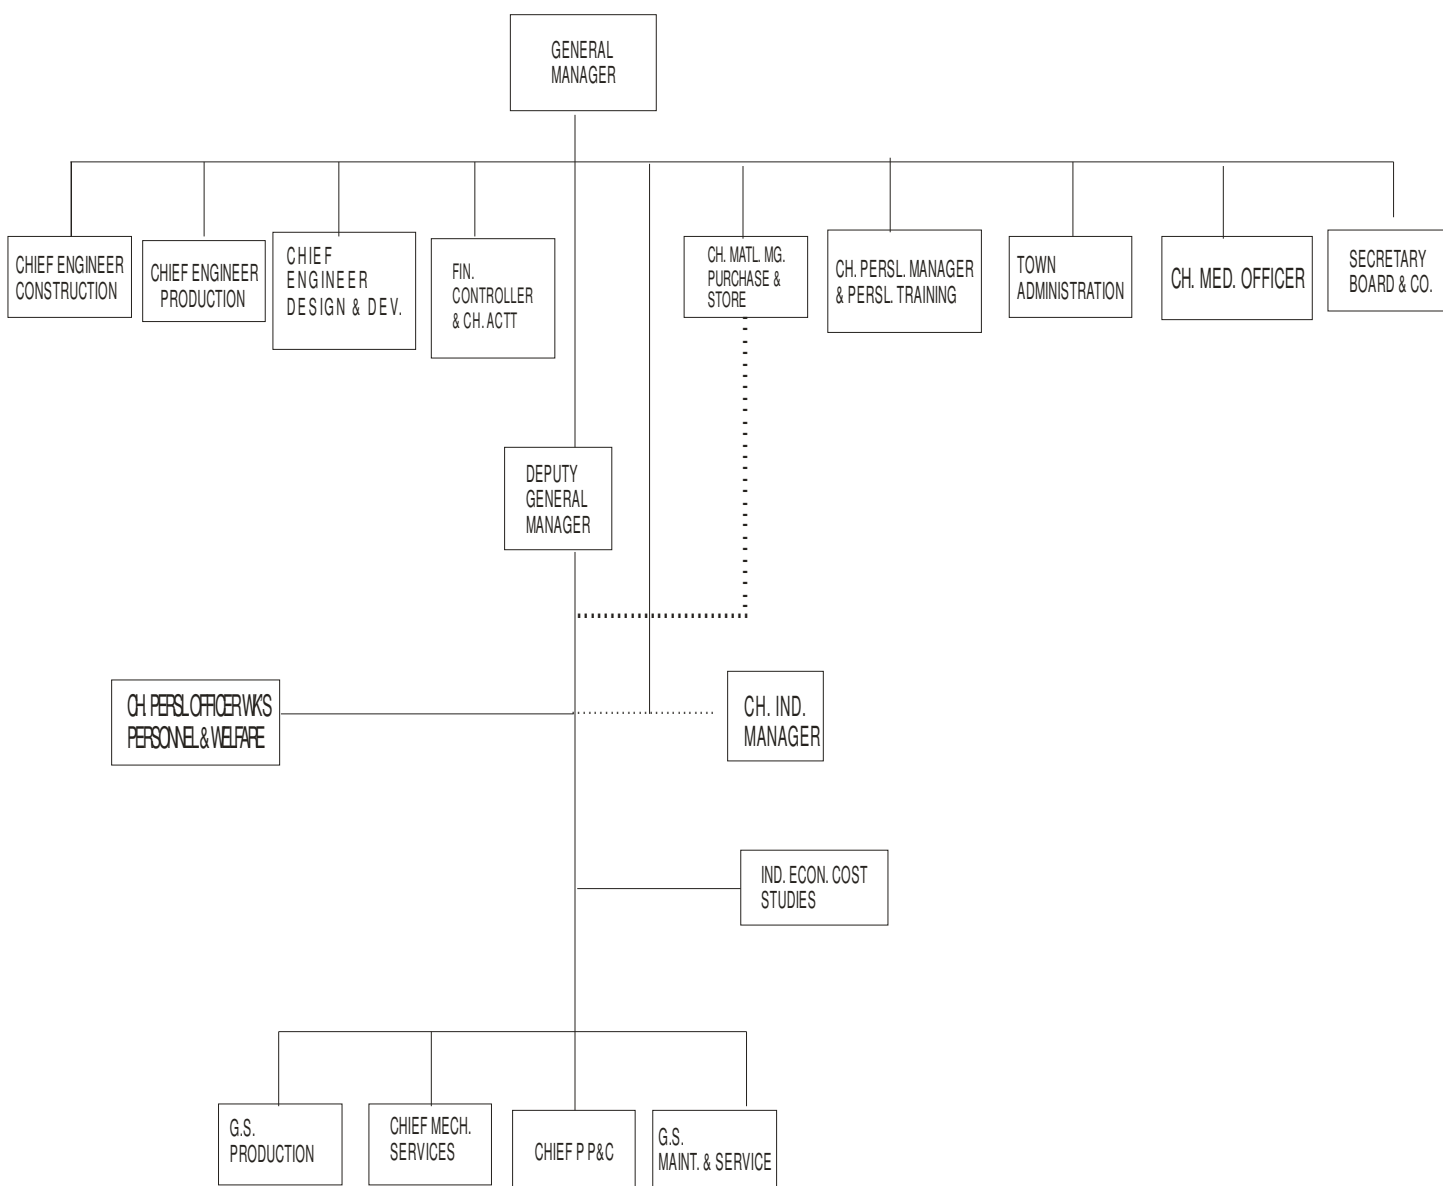 GENERAL
MANAGER
CHIEF ENGINEER
CONSTRUCTION
CHIEF ENGINEER
PRODUCTION
CHIEF
ENGINEER
DESIGN & DEV.
FIN.
CONTROLLER
& CH. ACTT
CH. MATL. MG.
PURCHASE &
STORE
CH. PERSL. MANAGER
& PERSL. TRAINING
TOWN
ADMINISTRATION
CH. MED. OFFICER
SECRETARY
BOARD & CO.
DEPUTY
GENERAL
MANAGER
CH. PERSL OFFICER WK'S
PERSONNEL & WELFARE
CH. IND.
MANAGER
IND. ECON. COST
STUDIES
G.S.
PRODUCTION
CHIEF MECH.
SERVICES
CHIEF P P&C
G.S.
MAINT. & SERVICE